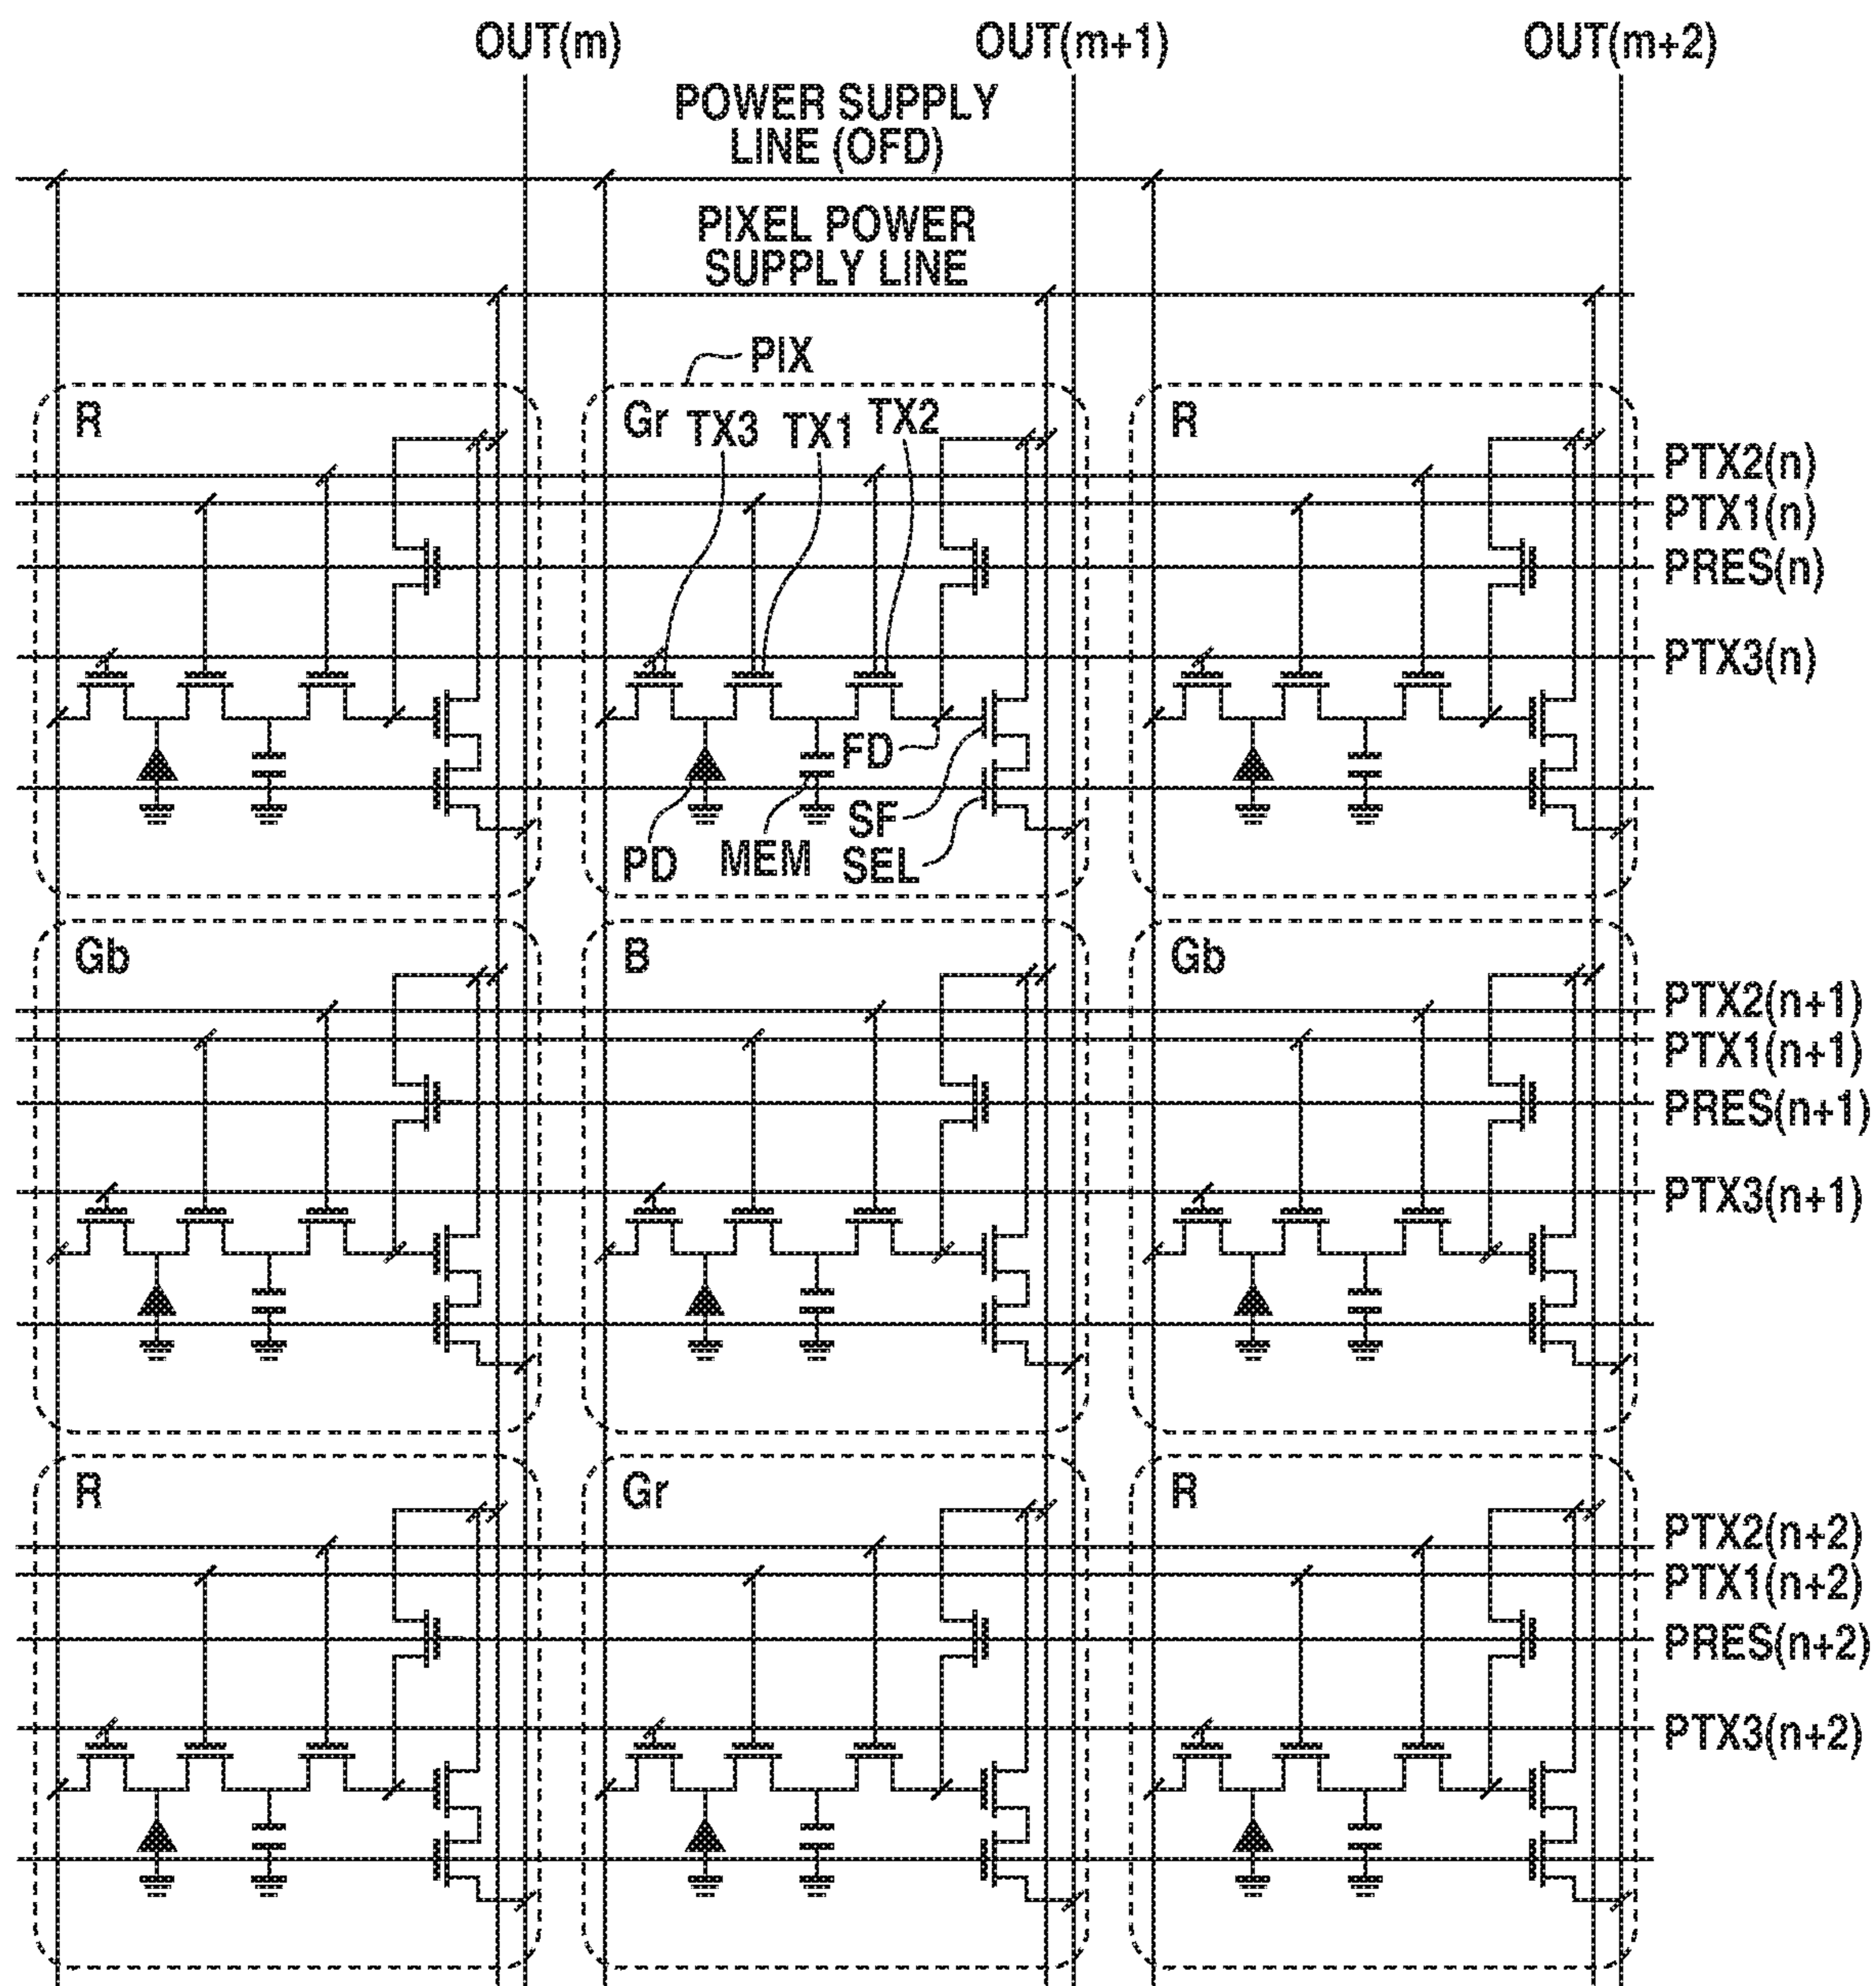 OUT(m) OUT(m+1) OUT(m+2)
POWER SUPPLY
LINE (OFD)
PIXEL POWER
SUPPLY LINE
PIX
R Gr TX3 TX1 TX2 R
PTX2(n)
PTX1(n)
PRES(n)
PTX3(n)
FD
SF
PD MEM SEL
Gb B Gb
PTX2(n+1)
PTX1(n+1)
PRES(n+1)
PTX3(n+1)
R Gr R
PTX2(n+2)
PTX1(n+2)
PRES(n+2)
PTX3(n+2)